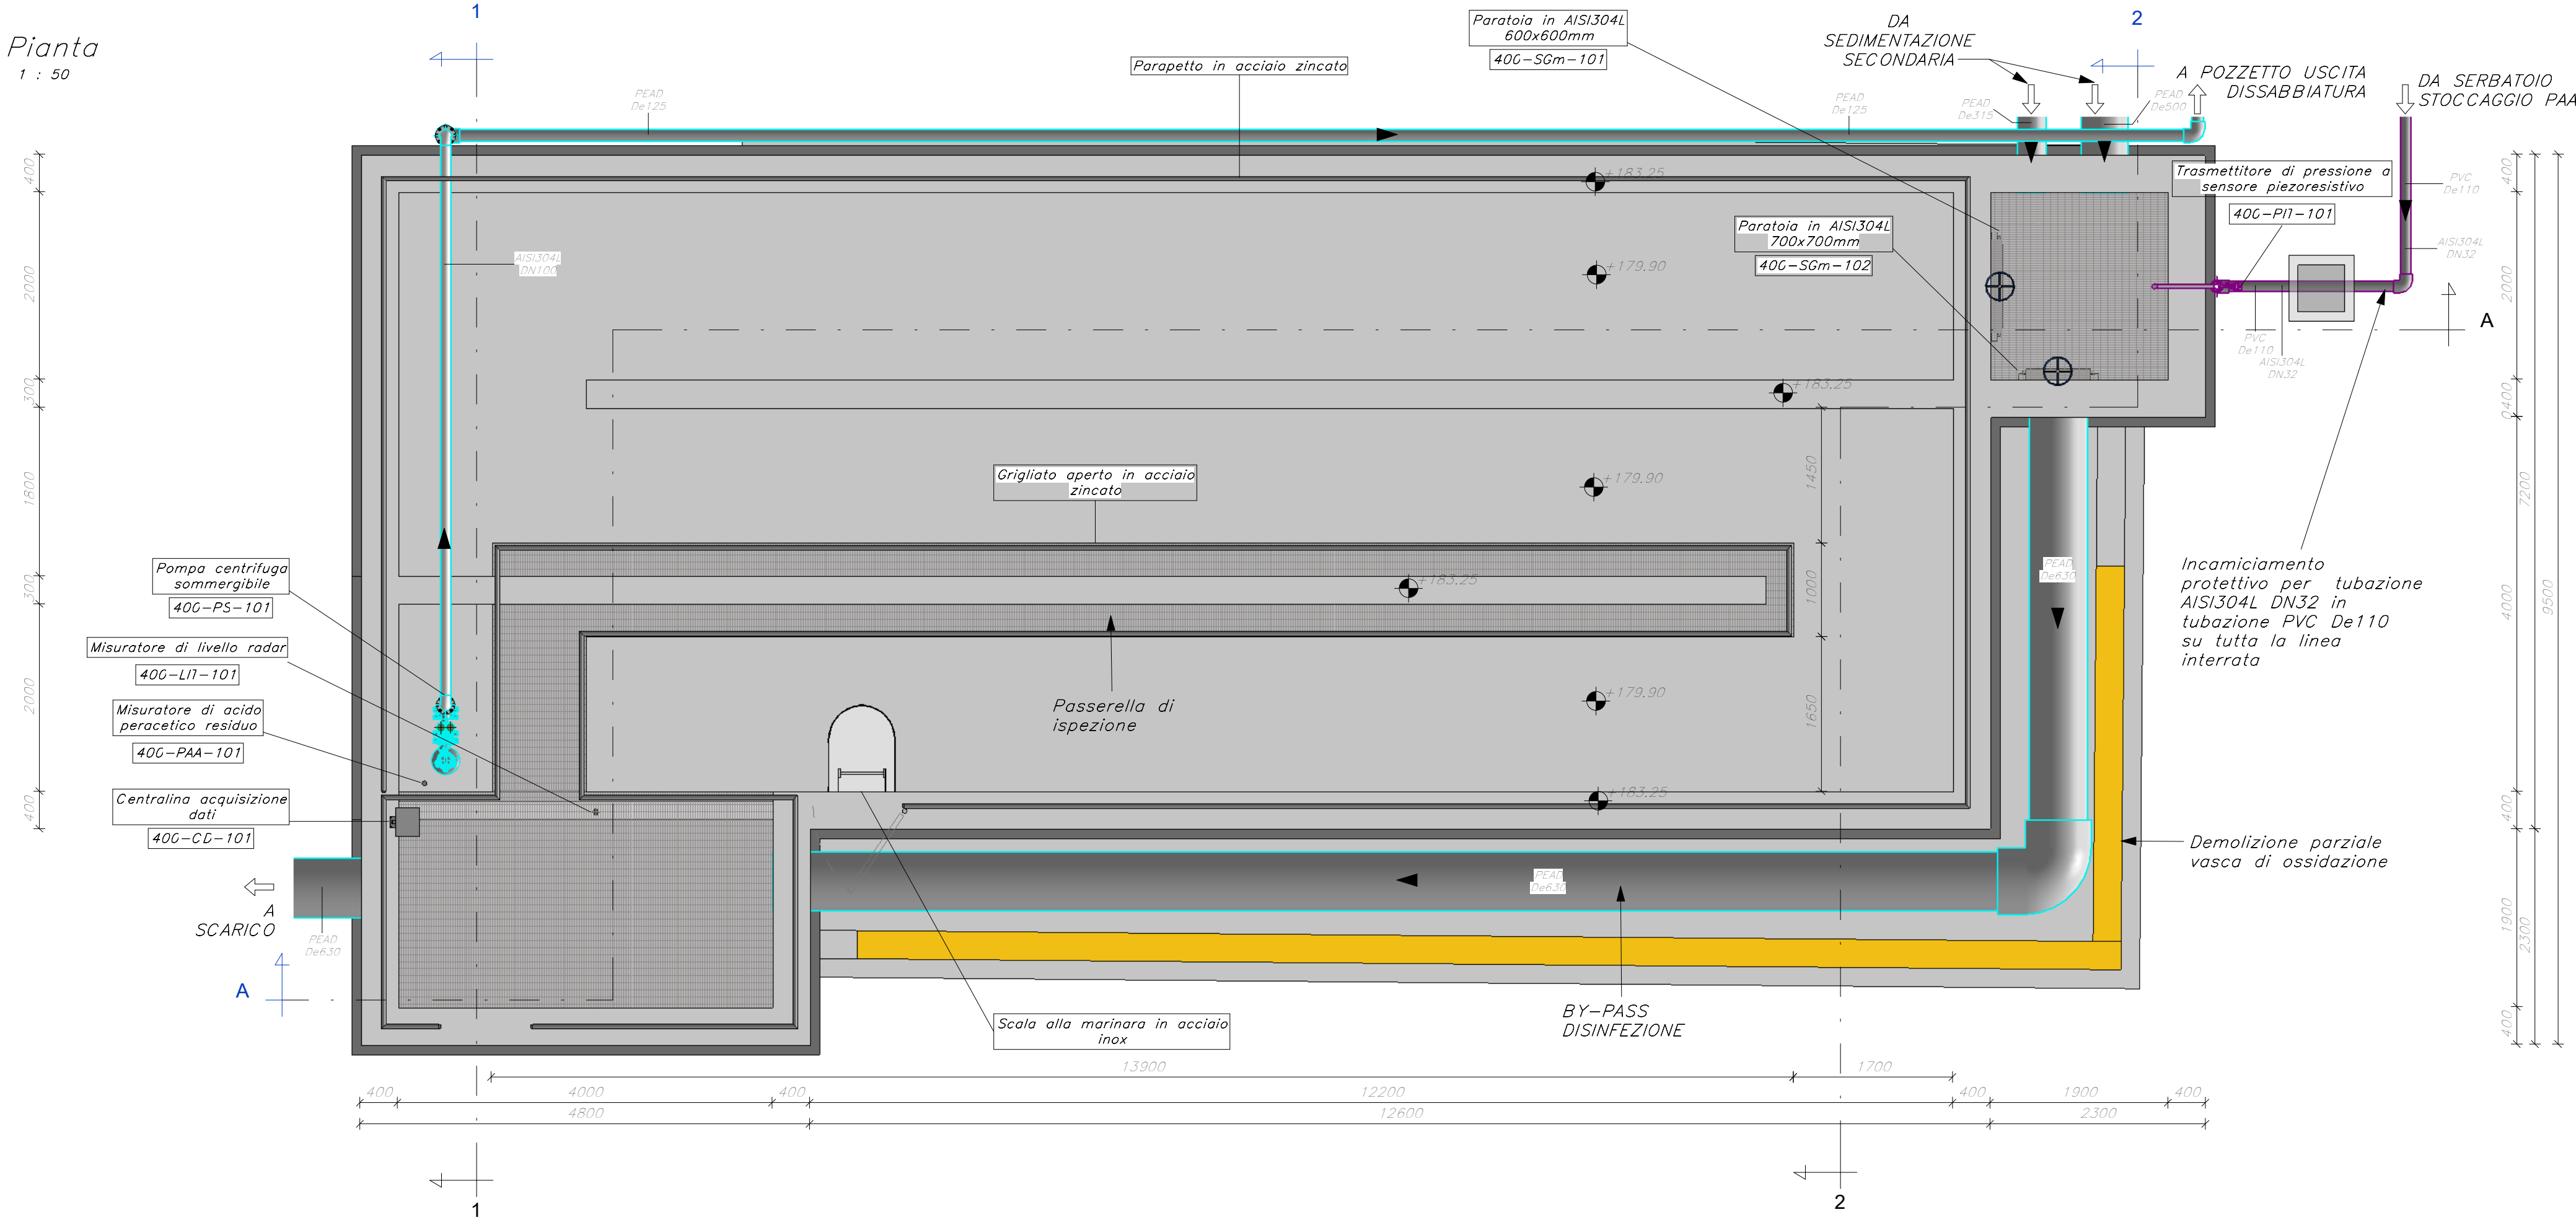 Pianta
1 : 50
1
2
Paratoia in AISI304L
600x600mm
400-SGm-101
DA
SEDIMENTAZIONE
SECONDARIA
A POZZETTO USCITA
DISSABBIATURA
DA SERBATOIO
STOCCAGGIO PAA
Parapetto in acciaio zincato
PEAD
De125
PEAD
De125
PEAD
De315
PEAD
De500
Trasmettitore di pressione a
sensore piezoresistivo
400-PIT-101
PVC
De110
AISI304L
DN32
+183.25
Paratoia in AISI304L
700x700mm
400-SGm-102
AISI304L
DN100
+179.90
A
PVC
De110
AISI304L
DN32
+183.25
Grigliato aperto in acciaio
zincato
+179.90
Pompa centrifuga
sommergibile
400-PS-101
+183.25
PEAD
De630
Incamiciamento
protettivo per tubazione
AISI304L DN32 in
tubazione PVC De110
su tutta la linea
interrata
Misuratore di livello radar
400-LIT-101
Misuratore di acido
peracetico residuo
400-PAA-101
Passerella di
ispezione
+179.90
Centralina acquisizione
dati
400-CD-101
+183.25
Demolizione parziale
vasca di ossidazione
PEAD
De630
A
SCARICO
PEAD
De630
A
Scala alla marinara in acciaio
inox
BY-PASS
DISINFEZIONE
400
2000
300
1800
300
2000
400
1450
1000
1650
400
2000
400
7200
4000
9500
400
1900
2300
400
13900
1700
400
4000
400
12200
400
1900
400
4800
12600
2300
1
2